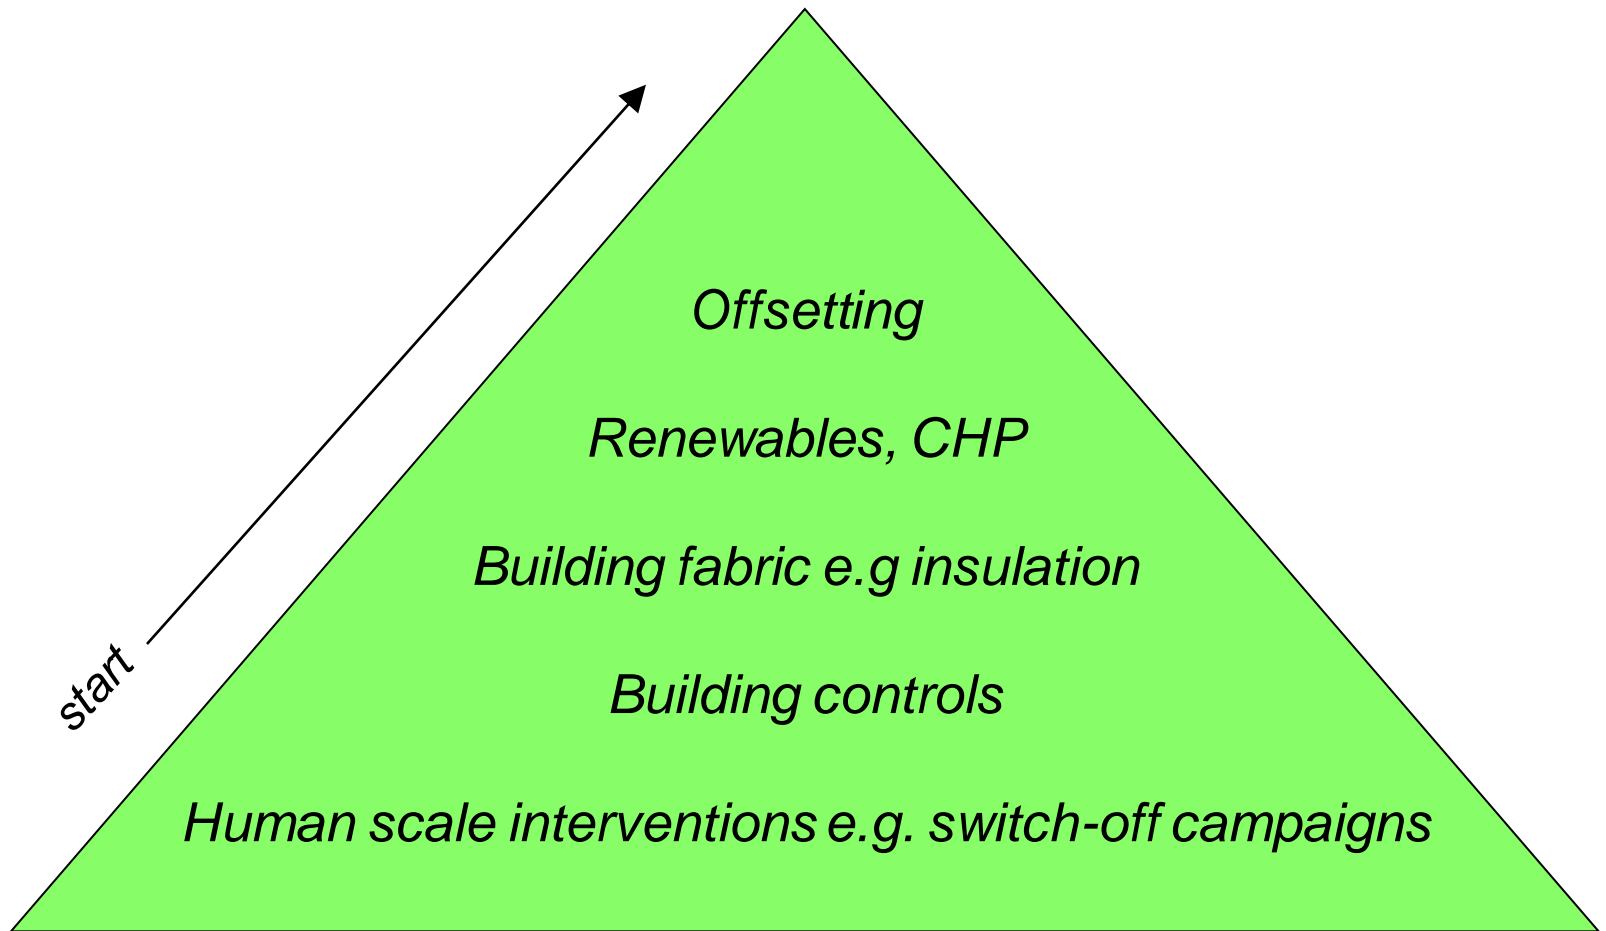 Offsetting
Renewables, CHP
Building fabric e.g insulation
Building controls
start
Human scale interventions e.g. switch-off campaigns